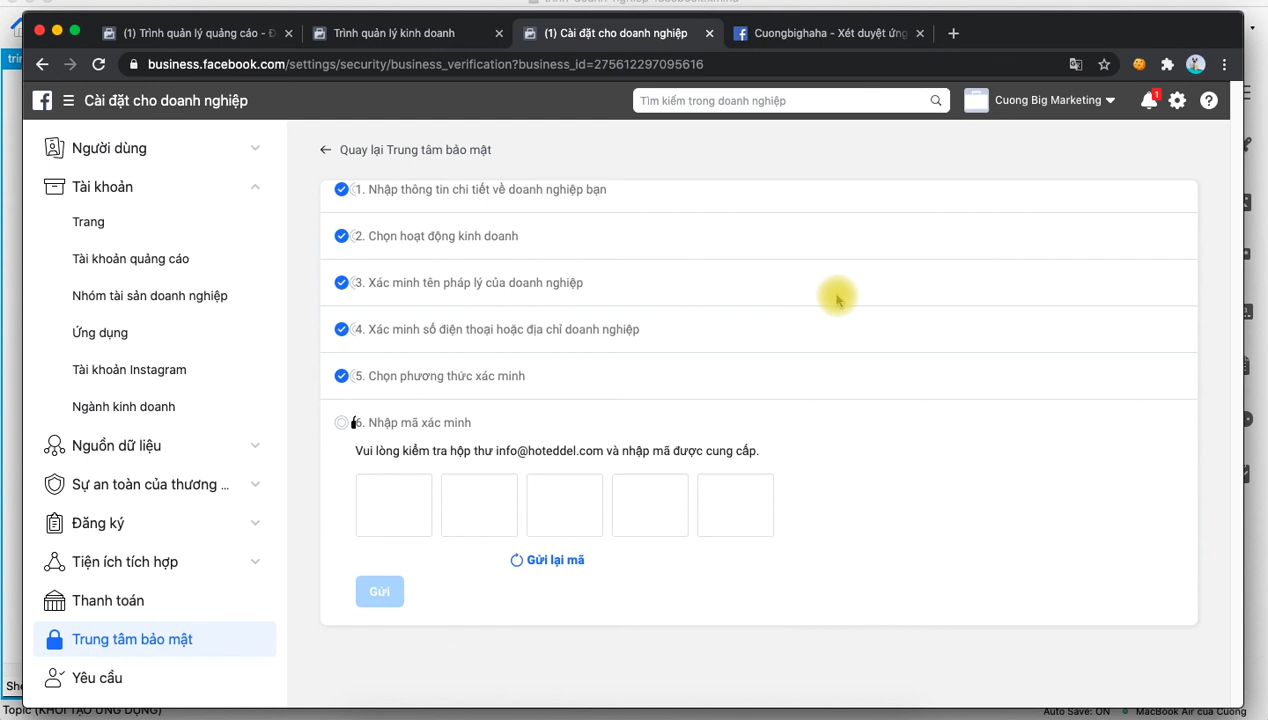 (1) Trình quản lý quảng cáo - Đ
Trình quản lý kinh doanh
(1) Cài đặt cho doanh nghiệp
Cuongbighaha - Xét duyệt ứng
business.facebook.com/settings/security/business_verification?business_id=275612297095616
Cài đặt cho doanh nghiệp
Tìm kiếm trong doanh nghiệp
Cuong Big Marketing
1
Người dùng
Tài khoản
Trang
Tài khoản quảng cáo
Nhóm tài sản doanh nghiệp
Ứng dụng
Tài khoản Instagram
Ngành kinh doanh
Nguồn dữ liệu
Sự an toàn của thương ...
Đăng ký
Tiện ích tích hợp
Thanh toán
Trung tâm bảo mật
Yêu cầu
Quay lại Trung tâm bảo mật
1. Nhập thông tin chi tiết về doanh nghiệp bạn
2. Chọn hoạt động kinh doanh
3. Xác minh tên pháp lý của doanh nghiệp
4. Xác minh số điện thoại hoặc địa chỉ doanh nghiệp
5. Chọn phương thức xác minh
6. Nhập mã xác minh
Vui lòng kiểm tra hộp thư info@hoteddel.com và nhập mã được cung cấp.
Gửi lại mã
Gửi
She
Topic (KHỞI TẠO ỨNG DỤNG)
Auto Save: ON
MacBook Air của Cuong